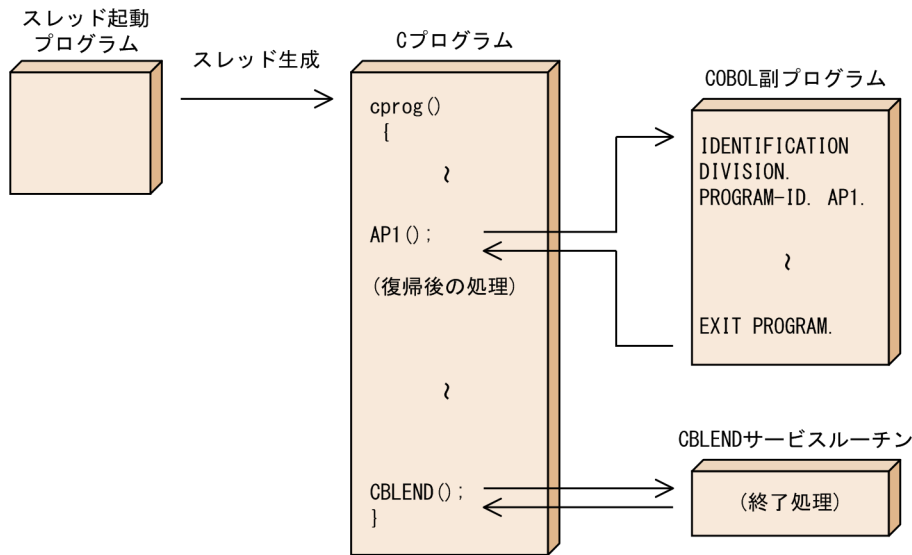 スレッド起動
プログラム
スレッド生成
Cプログラム
cprog()
{
~
AP1();
(復帰後の処理)
~
CBLEND();
}
COBOL副プログラム
IDENTIFICATION
DIVISION.
PROGRAM-ID. AP1.
~
EXIT PROGRAM.
CBLENDサービスルーチン
(終了処理)